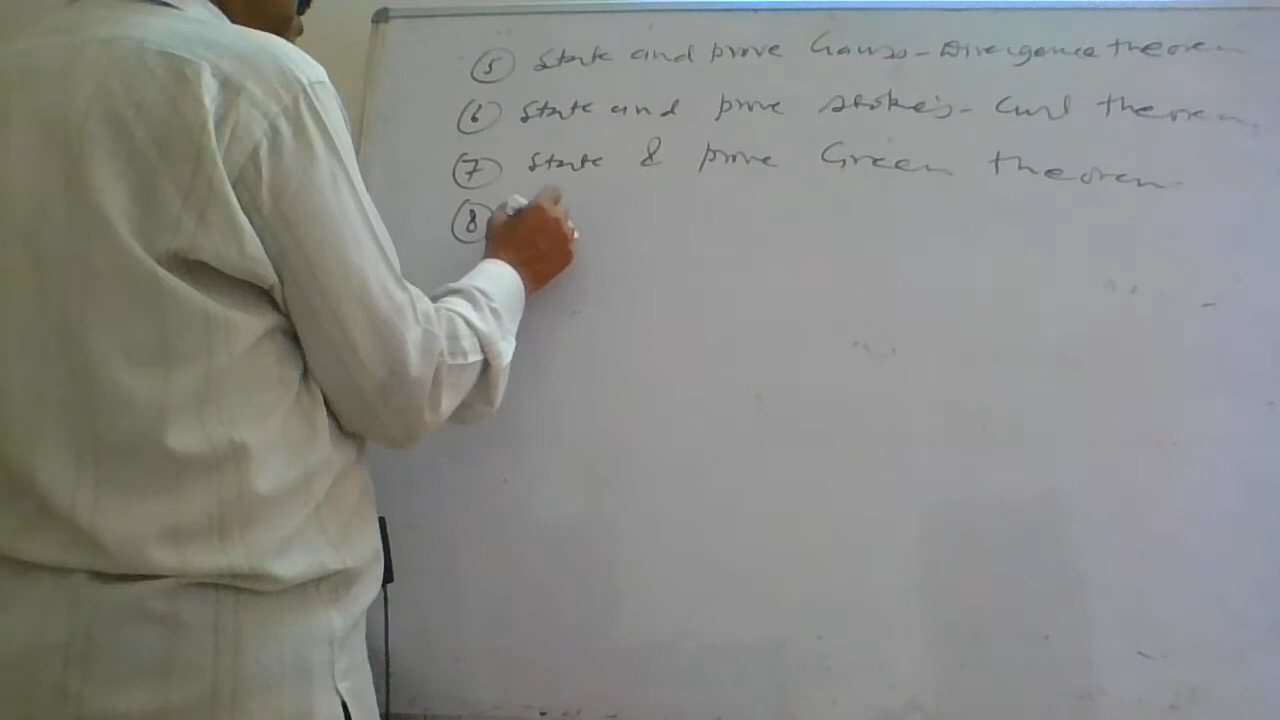 5 State and prove Gauss-Divergence theorem
6 State and prove stoke's-Curl theorem
7 State & prove Green theorem
8